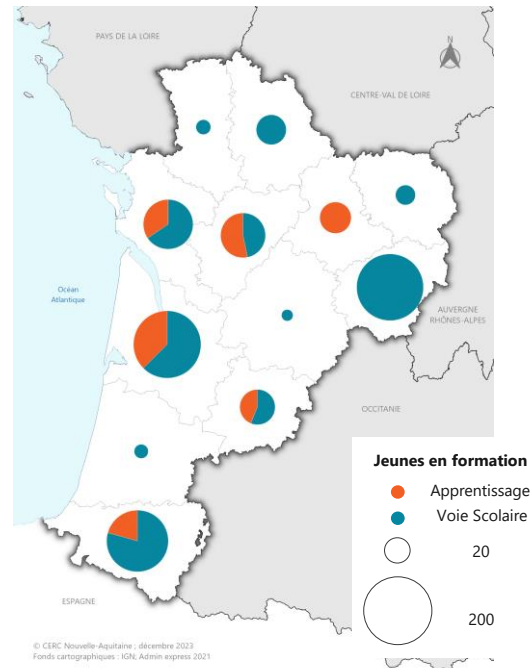 PAYS DE LA LOIRE
N
CENTRE-VAL DE LOIRE
Océan
Atlantique
AUVERGNE
RHÔNES-ALPES
OCCITANIE
Jeunes en formation
Apprentissage
Voie Scolaire
20
200
ESPAGNE
© CERC Nouvelle-Aquitaine ; décembre 2023
Fonds cartographiques : IGN; Admin express 2021